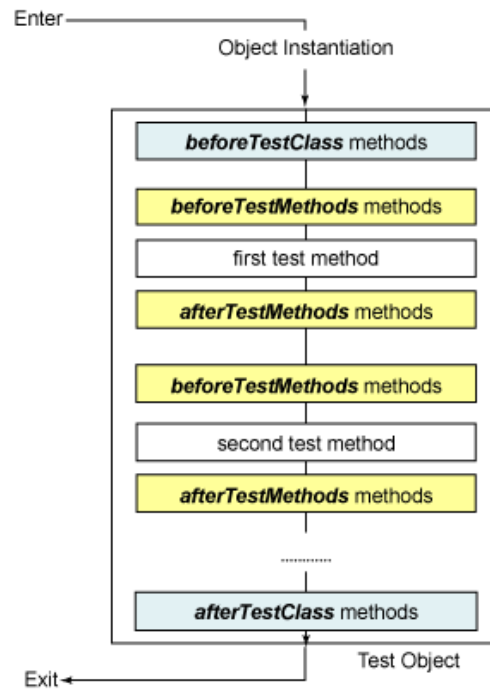 Enter
Object Instantiation
beforeTestClass methods
beforeTestMethods methods
first test method
afterTestMethods methods
beforeTestMethods methods
second test method
afterTestMethods methods
............
afterTestClass methods
Test Object
Exit